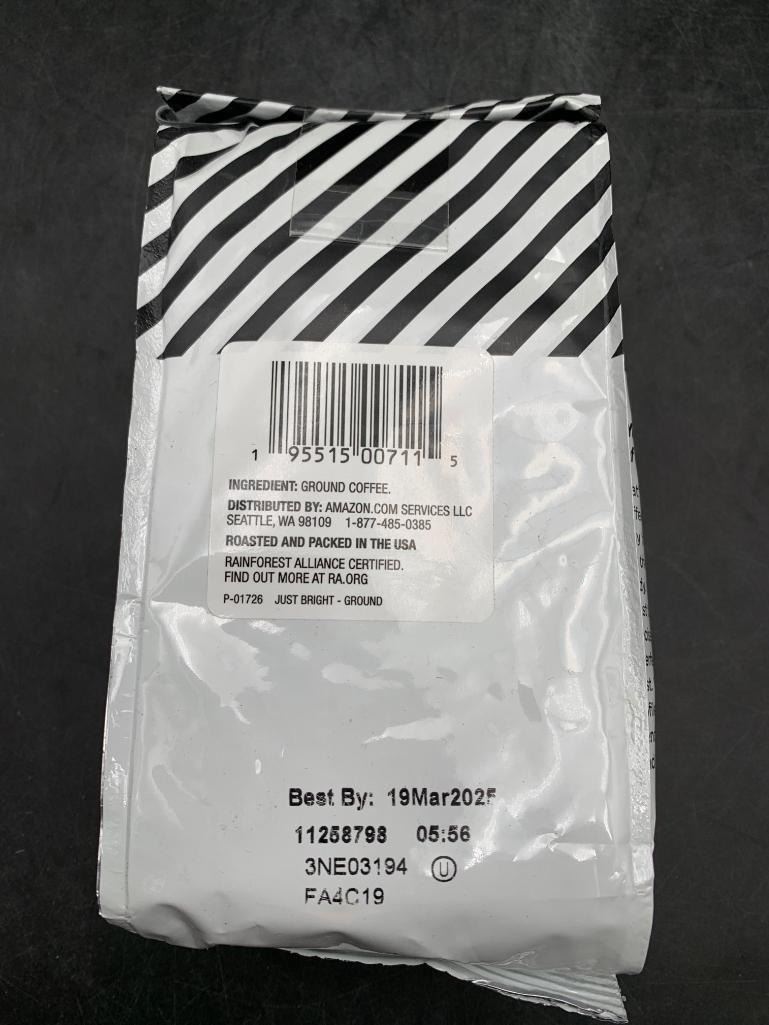 1 95515 00711 5
INGREDIENT: GROUND COFFEE.
DISTRIBUTED BY: AMAZON.COM SERVICES LLC
SEATTLE, WA 98109 1-877-485-0385
ROASTED AND PACKED IN THE USA
RAINFOREST ALLIANCE CERTIFIED.
FIND OUT MORE AT RA.ORG
P-01726 JUST BRIGHT - GROUND
Best By: 19Mar2025
11258798 05:56
3NE03194 U
FA4C19